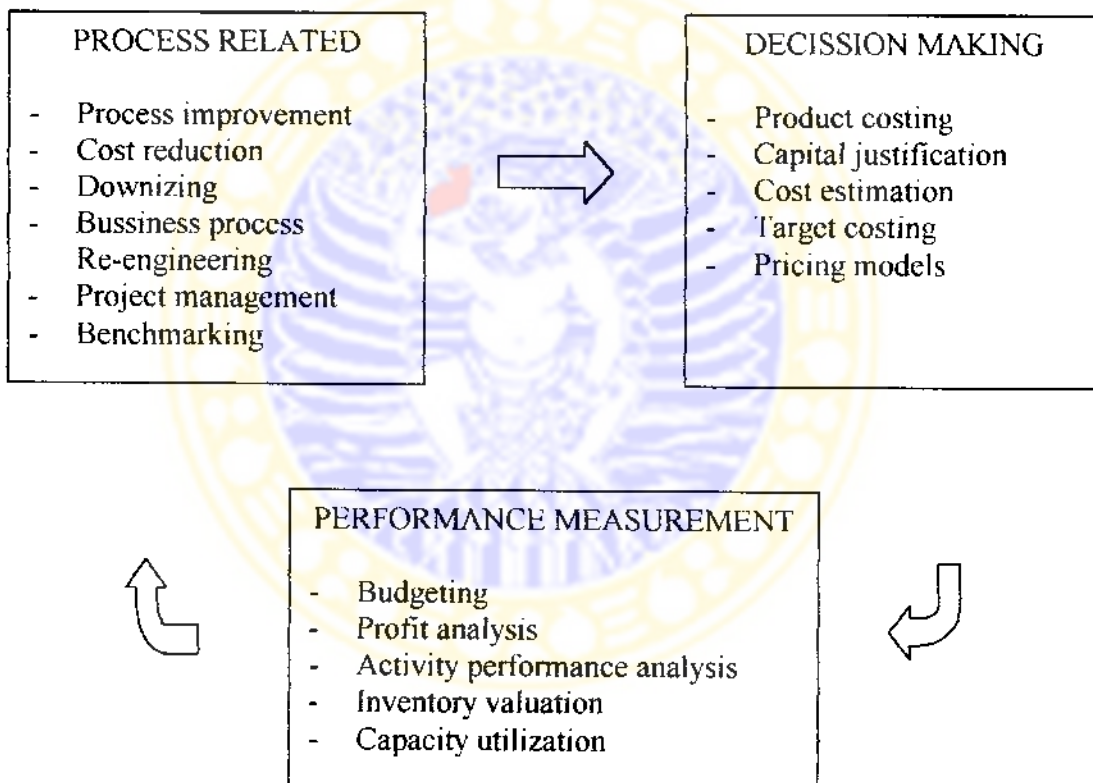 PROCESS RELATED
- Process improvement
- Cost reduction
- Downizing
- Bussiness process
Re-engineering
- Project management
- Benchmarking
DECISSION MAKING
- Product costing
- Capital justification
- Cost estimation
- Target costing
- Pricing models
PERFORMANCE MEASUREMENT
- Budgeting
- Profit analysis
- Activity performance analysis
- Inventory valuation
- Capacity utilization